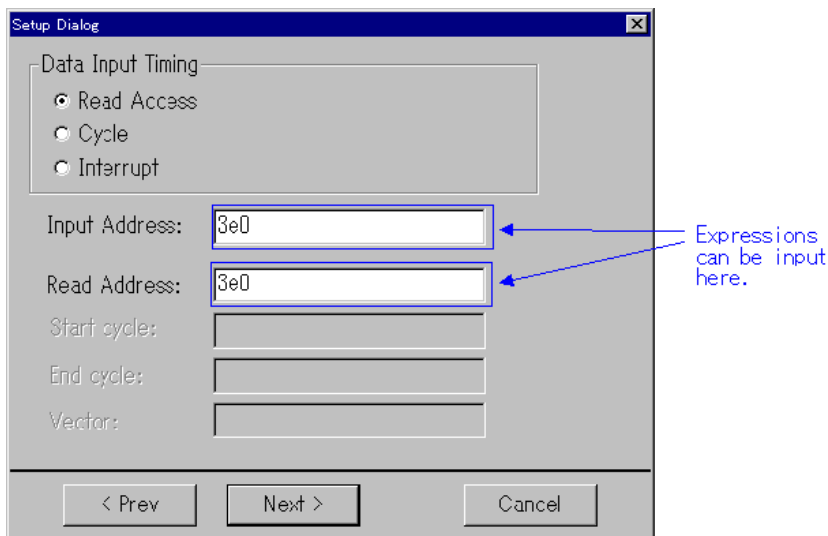 Setup Dialog
Data Input Timing
Read Access
Cycle
Interrupt
Input Address: 3e0
Read Address: 3e0
Start cycle:
End cycle:
Vector:
Expressions
can be input
here.
< Prev Next > Cancel